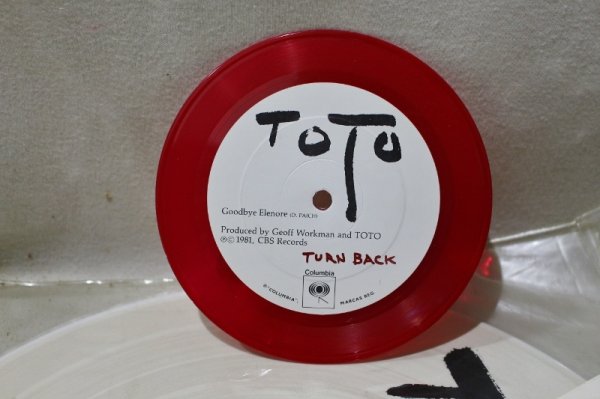 TOTO
Goodbye Elenore (D. PAICH)
Produced by Geoff Workman and TOTO
℗© 1981, CBS Records
TURN BACK
Columbia
® "COLUMBIA", MARCAS REG.